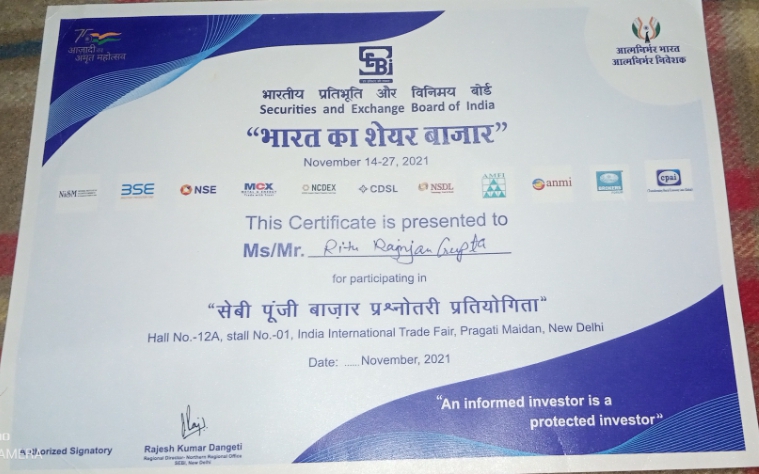 75
आज़ादी का
अमृत महोत्सव
आत्मनिर्भर भारत
आत्मनिर्भर निवेशक
SEBI
भारतीय प्रतिभूति और विनिमय बोर्ड
Securities and Exchange Board of India
"भारत का शेयर बाजार"
November 14-27, 2021
NISM BSE NSE MCX NCDEX CDSL NSDL AMFI anmi cpai
METAL & ENERGY
This Certificate is presented to
Ms/Mr. Ritu Rajnjan Gupta
for participating in
"सेबी पूंजी बाज़ार प्रश्नोतरी प्रतियोगिता"
Hall No.-12A, stall No.-01, India International Trade Fair, Pragati Maidan, New Delhi
Date: ...... November, 2021
"An informed investor is a
protected investor"
Authorized Signatory
Rajesh Kumar Dangeti
Regional Director- Northern Regional Office
SEBI, New Delhi